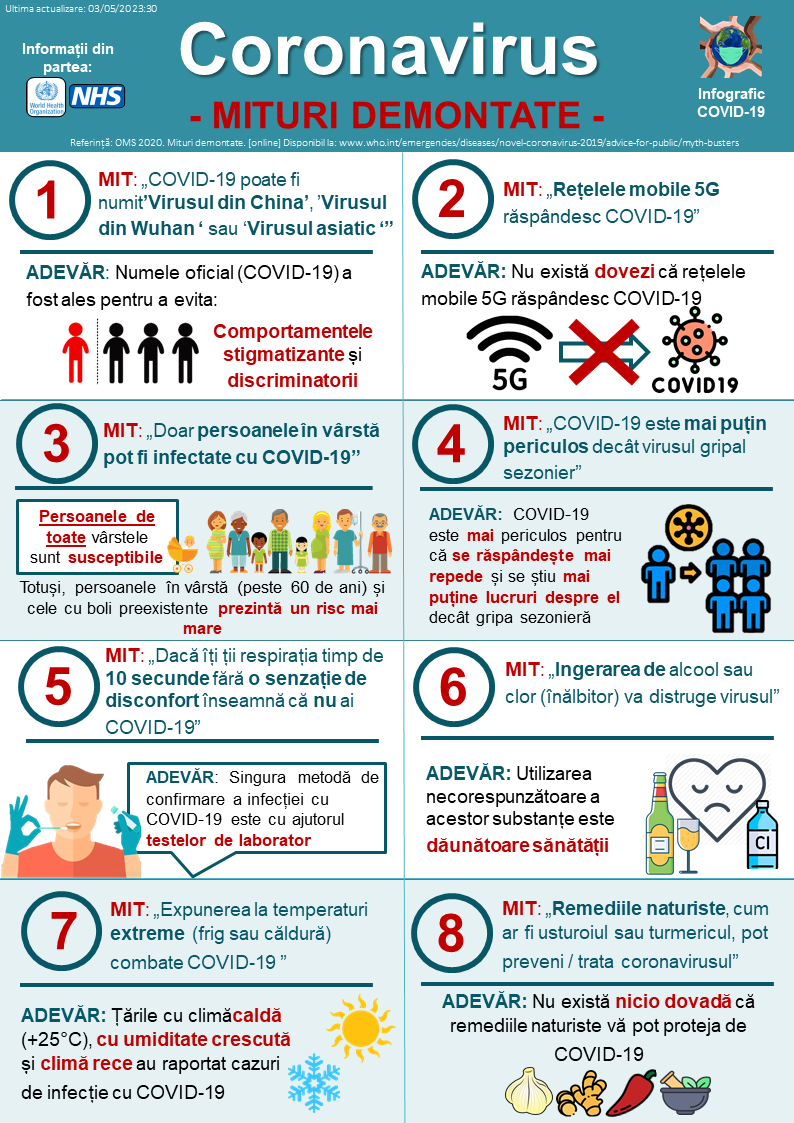 Ultima actualizare: 03/05/2023:30
Informații din
partea:
World Health
Organization
NHS
Coronavirus
- MITURI DEMONTATE -
Infografic
COVID-19
Referință: OMS 2020. Mituri demontate. [online] Disponibil la: www.who.int/emergencies/diseases/novel-coronavirus-2019/advice-for-public/myth-busters
1
MIT: „COVID-19 poate fi
numit’Virusul din China’, ’Virusul
din Wuhan ‘ sau ‘Virusul asiatic ‘”
ADEVĂR: Numele oficial (COVID-19) a
fost ales pentru a evita:
Comportamentele
stigmatizante și
discriminatorii
2
MIT: „Rețelele mobile 5G
răspândesc COVID-19”
ADEVĂR: Nu există dovezi că rețelele
mobile 5G răspândesc COVID-19
5G
COVID19
3
MIT: „Doar persoanele în vârstă
pot fi infectate cu COVID-19”
Persoanele de
toate vârstele
sunt susceptibile
Totuși, persoanele în vârstă (peste 60 de ani) și
cele cu boli preexistente prezintă un risc mai
mare
4
MIT: „COVID-19 este mai puțin
periculos decât virusul gripal
sezonier”
ADEVĂR: COVID-19
este mai periculos pentru
că se răspândește mai
repede și se știu mai
puține lucruri despre el
decât gripa sezonieră
5
MIT: „Dacă îți ții respirația timp de
10 secunde fără o senzație de
disconfort înseamnă că nu ai
COVID-19”
ADEVĂR: Singura metodă de
confirmare a infecției cu
COVID-19 este cu ajutorul
testelor de laborator
6
MIT: „Ingerarea de alcool sau
clor (înălbitor) va distruge virusul”
ADEVĂR: Utilizarea
necorespunzătoare a
acestor substanțe este
dăunătoare sănătății
Cl
7
MIT: „Expunerea la temperaturi
extreme (frig sau căldură)
combate COVID-19 ”
ADEVĂR: Țările cu climăcaldă
(+25°C), cu umiditate crescută
și climă rece au raportat cazuri
de infecție cu COVID-19
8
MIT: „Remediile naturiste, cum
ar fi usturoiul sau turmericul, pot
preveni / trata coronavirusul”
ADEVĂR: Nu există nicio dovadă că
remediile naturiste vă pot proteja de
COVID-19